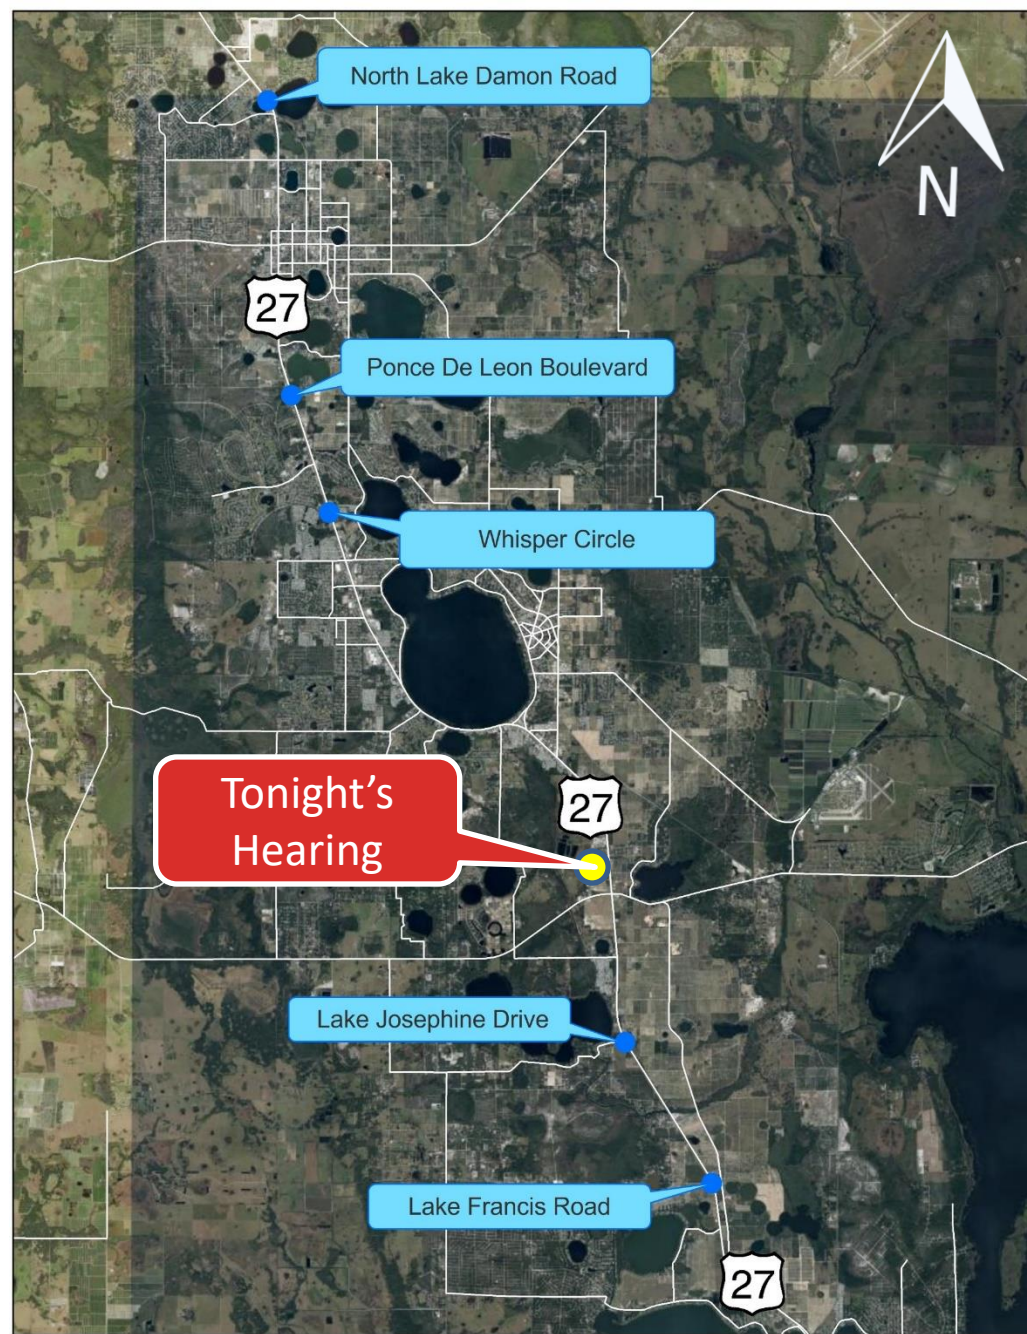 North Lake Damon Road
N
27
Ponce De Leon Boulevard
Whisper Circle
Tonight's
Hearing
27
Lake Josephine Drive
Lake Francis Road
27